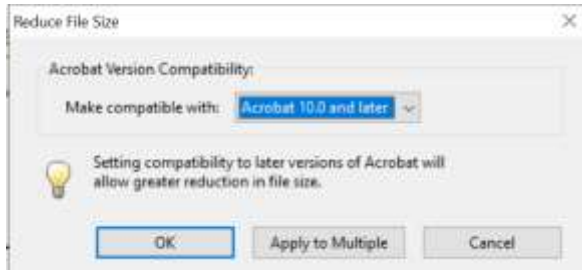 Reduce File Size
Acrobat Version Compatibility:
Make compatible with: Acrobat 10.0 and later
Setting compatibility to later versions of Acrobat will
allow greater reduction in file size.
OK Apply to Multiple Cancel